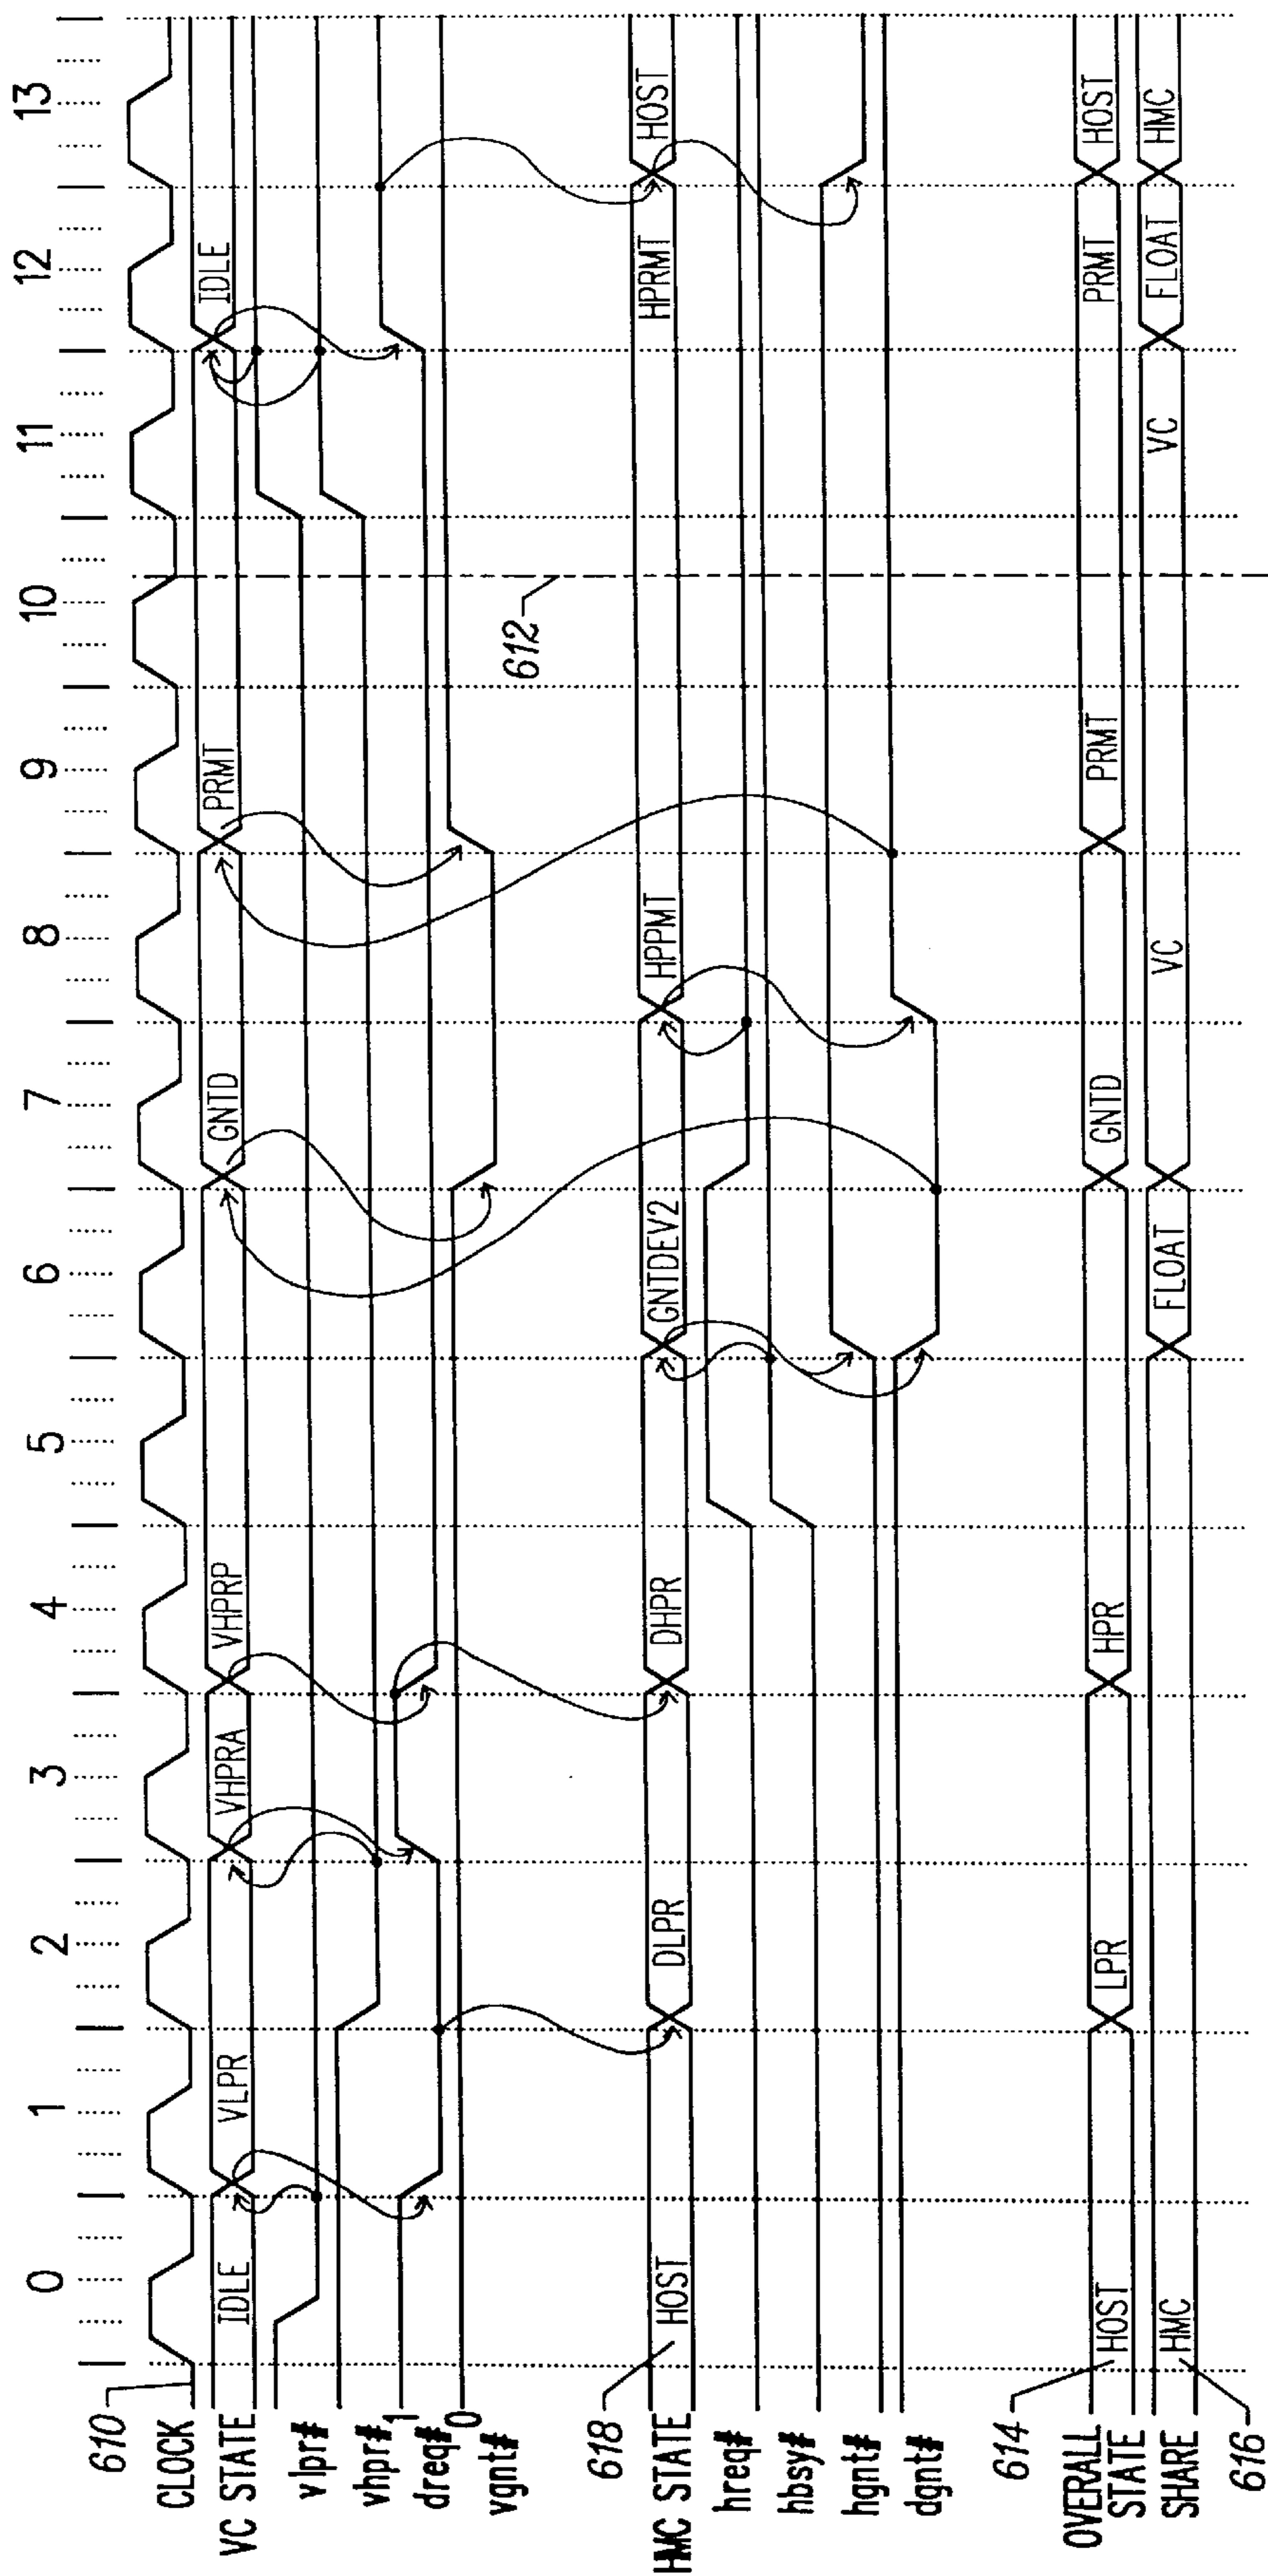 0 1 2 3 4 5 6 7 8 9 10 11 12 13
610
CLOCK
VC STATE IDLE VLPR VHPRA VHPRP GNTD PRMT IDLE
vlpr#
vhpr#
1
dreq#
0
vgnt#
612
618
HMC STATE HOST DLPR DHPR GNTDEV2 HPPMT HPRMT HOST
hreq#
hbsy#
hgnt#
dgnt#
614
OVERALL STATE HOST LPR HPR GNTD PRMT PRMT HOST
SHARE HMC FLOAT VC VC FLOAT HMC
616